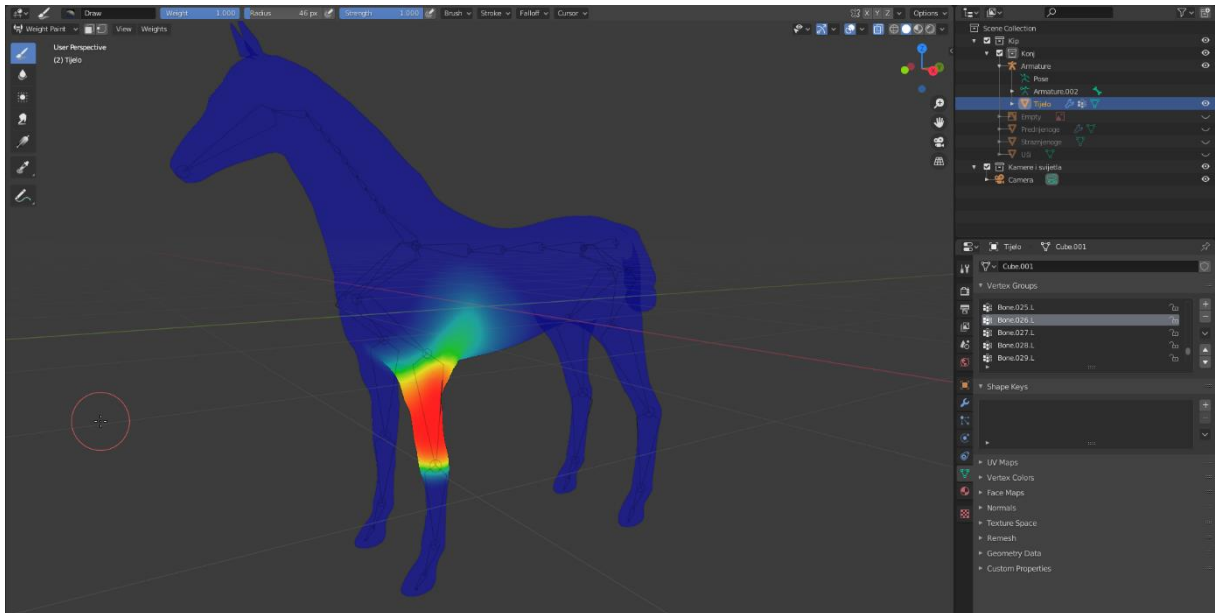 Draw Weight 1.000 Radius 46 px Strength 1.000 Brush Stroke Falloff Cursor X Y Z Options
Weight Paint View Weights
User Perspective
(2) Tijelo
Scene Collection
Kip
Konj
Armature
Pose
Armature.002
Tijelo
Empty
Prednjenoge
Straznjenoge
Uši
Kamere i svijetla
Camera
Tijelo Cube.001
Cube.001
Vertex Groups
Bone.025.L
Bone.026.L
Bone.027.L
Bone.028.L
Bone.029.L
Shape Keys
UV Maps
Vertex Colors
Face Maps
Normals
Texture Space
Remesh
Geometry Data
Custom Properties